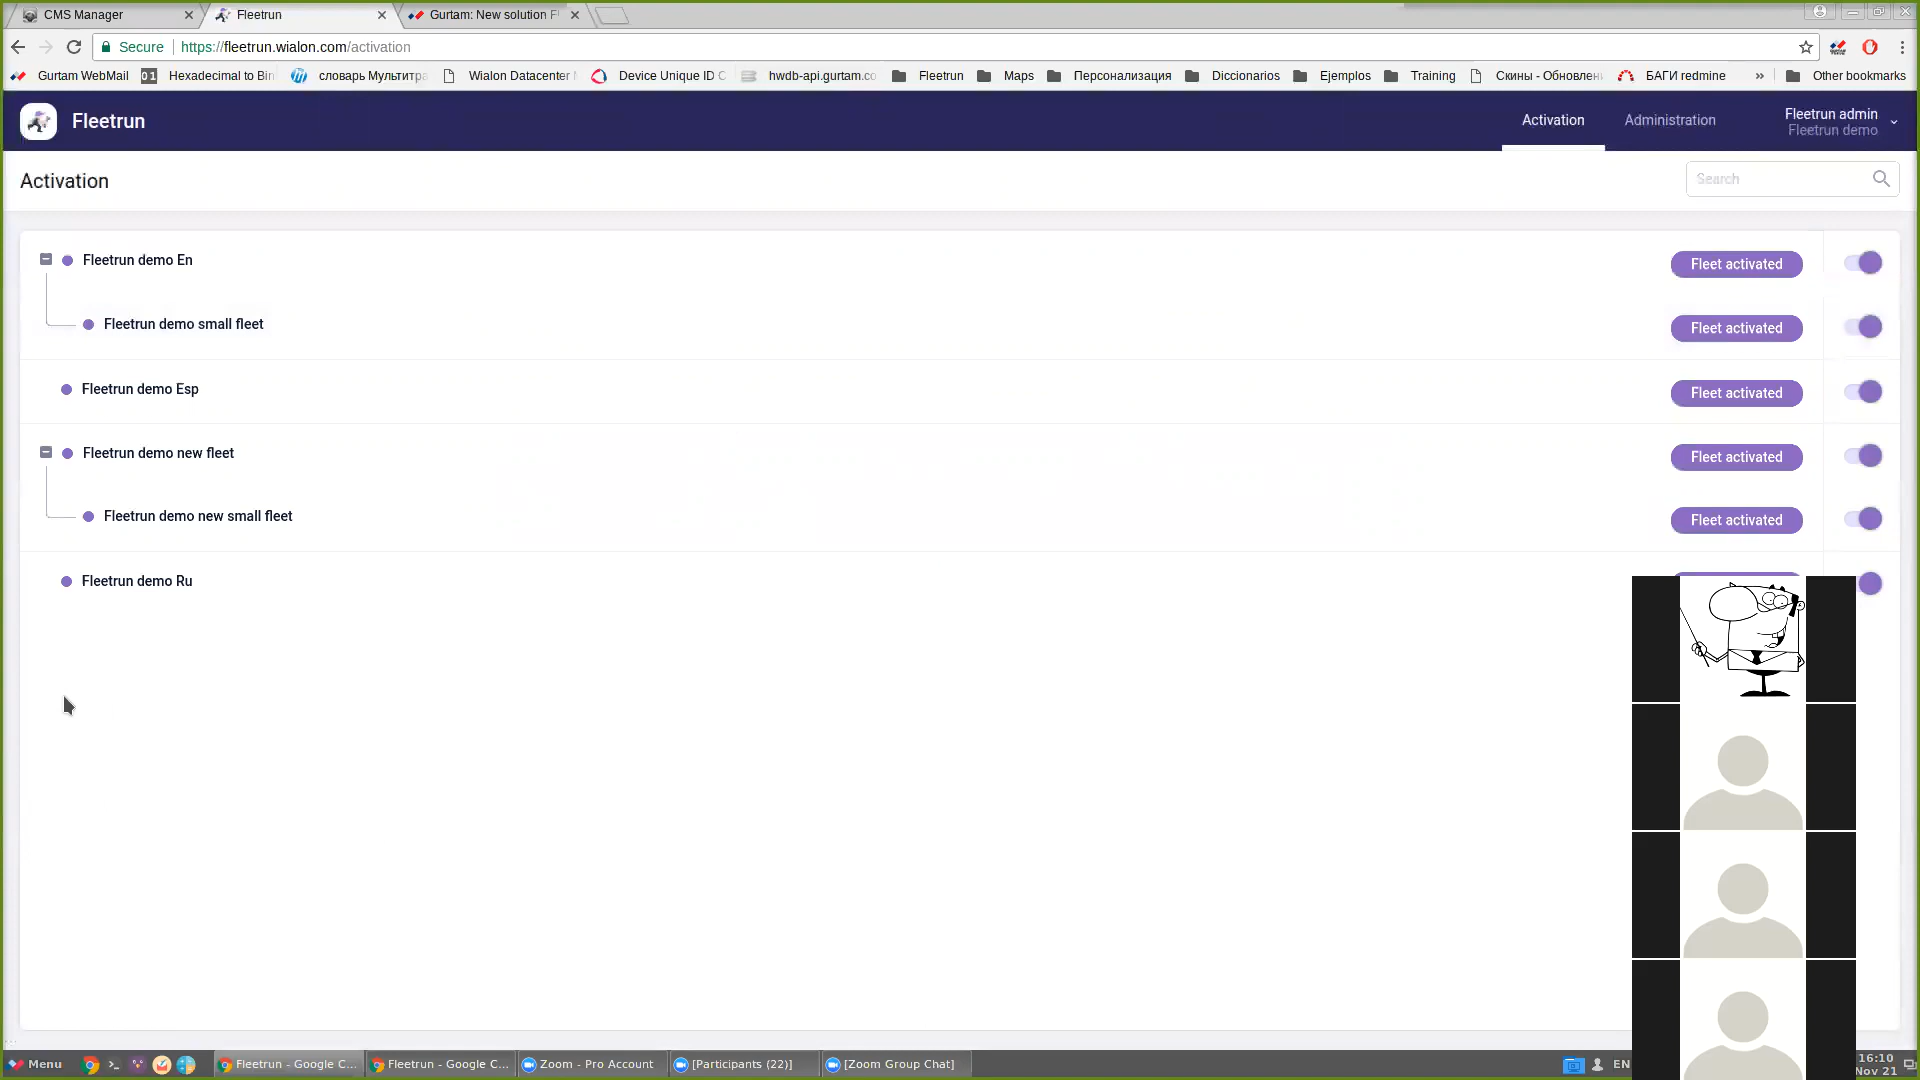 CMS Manager
Fleetrun
Gurtam: New solution F
Secure
https://fleetrun.wialon.com/activation
Gurtam WebMail
01
Hexadecimal to Bin
словарь Мультитра
Wialon Datacenter
Device Unique ID C
hwdb-api.gurtam.co
Fleetrun
Maps
Персонализация
Diccionarios
Ejemplos
Training
Скины - Обновлен
БАГИ redmine
»
Other bookmarks
Fleetrun
Activation
Administration
Fleetrun admin
Fleetrun demo
Activation
Search
Fleetrun demo En
Fleet activated
Fleetrun demo small fleet
Fleet activated
Fleetrun demo Esp
Fleet activated
Fleetrun demo new fleet
Fleet activated
Fleetrun demo new small fleet
Fleet activated
Fleetrun demo Ru
Menu
Fleetrun - Google C...
Fleetrun - Google C...
Zoom - Pro Account
[Participants (22)]
[Zoom Group Chat]
EN
16:10
Nov 21